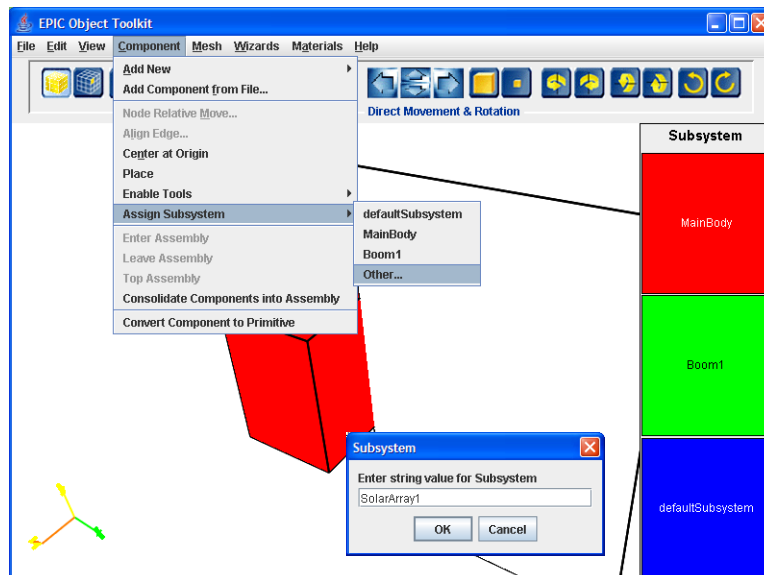 EPIC Object Toolkit
File Edit View Component Mesh Wizards Materials Help
Add New
Add Component from File...
Node Relative Move...
Align Edge...
Center at Origin
Place
Enable Tools
Assign Subsystem
Enter Assembly
Leave Assembly
Top Assembly
Consolidate Components into Assembly
Convert Component to Primitive
defaultSubsystem
MainBody
Boom1
Other...
Direct Movement & Rotation
Subsystem
MainBody
Boom1
defaultSubsystem
Subsystem
Enter string value for Subsystem
SolarArray1
OK Cancel